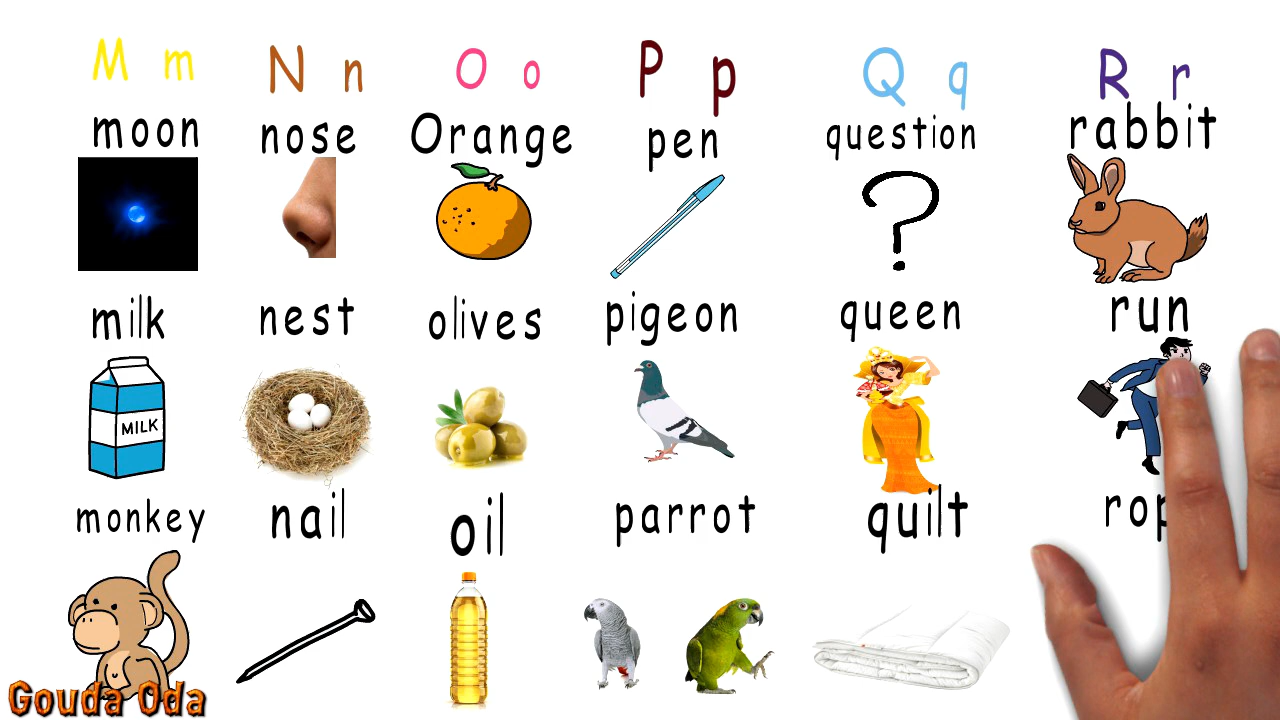 M m N n O o P p Q q R r
moon nose Orange pen question rabbit
milk nest olives pigeon queen run
MILK
monkey nail oil parrot quilt
Gouda Oda